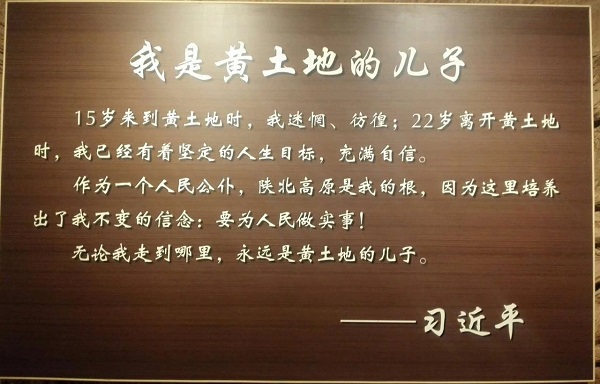 我是黄土地的儿子
15岁来到黄土地时，我迷惘、彷徨；22岁离开黄土地
时，我已经有着坚定的人生目标，充满自信。
作为一个人民公仆，陕北高原是我的根，因为这里培养
出了我不变的信念：要为人民做实事！
无论我走到哪里，永远是黄土地的儿子。
——习近平